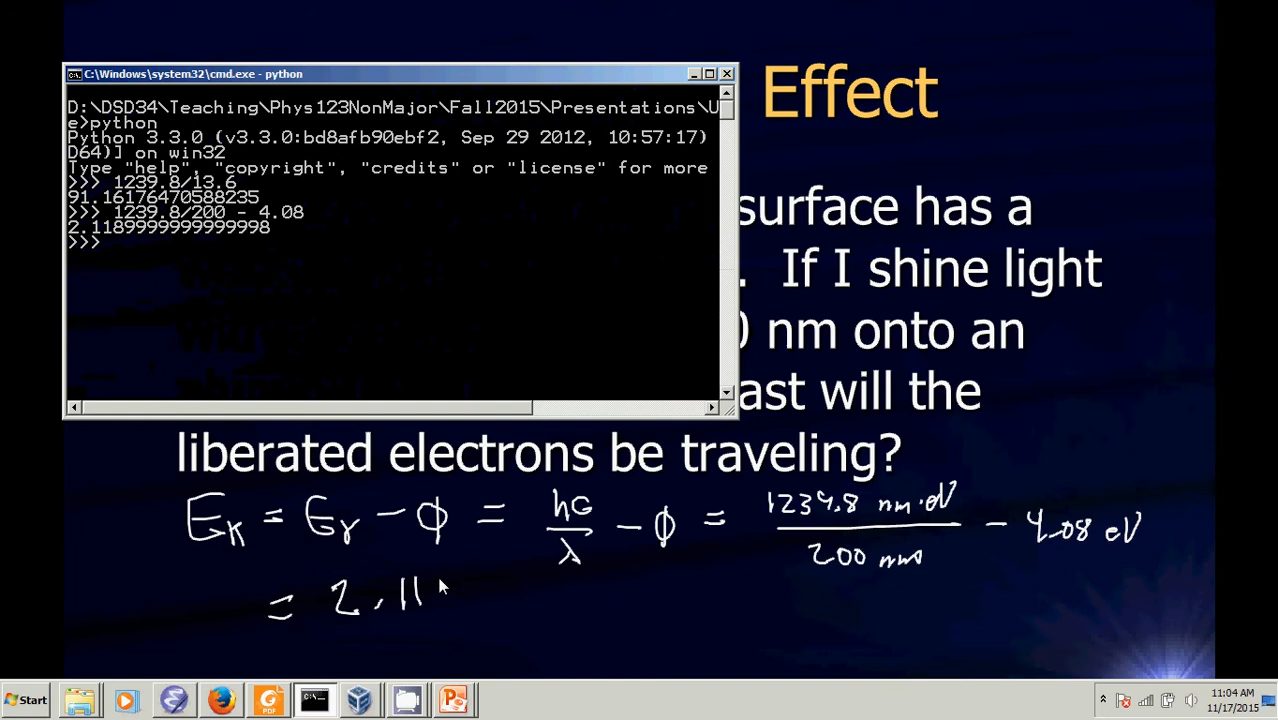 C:\Windows\system32\cmd.exe - python
Effect
D:\DSD34\Teaching\Phys123NonMajor\Fall2015\Presentations\U
e>python
Python 3.3.0 (v3.3.0:bd8afb90ebf2, Sep 29 2012, 10:57:17)
D64)] on win32
Type "help", "copyright", "credits" or "license" for more
>>> 1239.8/13.6
91.16176470588235
>>> 1239.8/200 - 4.08
2.1189999999999998
>>>
surface has a
. If I shine light
0 nm onto an
ast will the
liberated electrons be traveling?
E_K = E_γ - φ = hc/λ - φ = 1239.8 nm·eV / 200 nm - 4.08 eV
= 2.11
Start
PDF
11:04 AM
11/17/2015